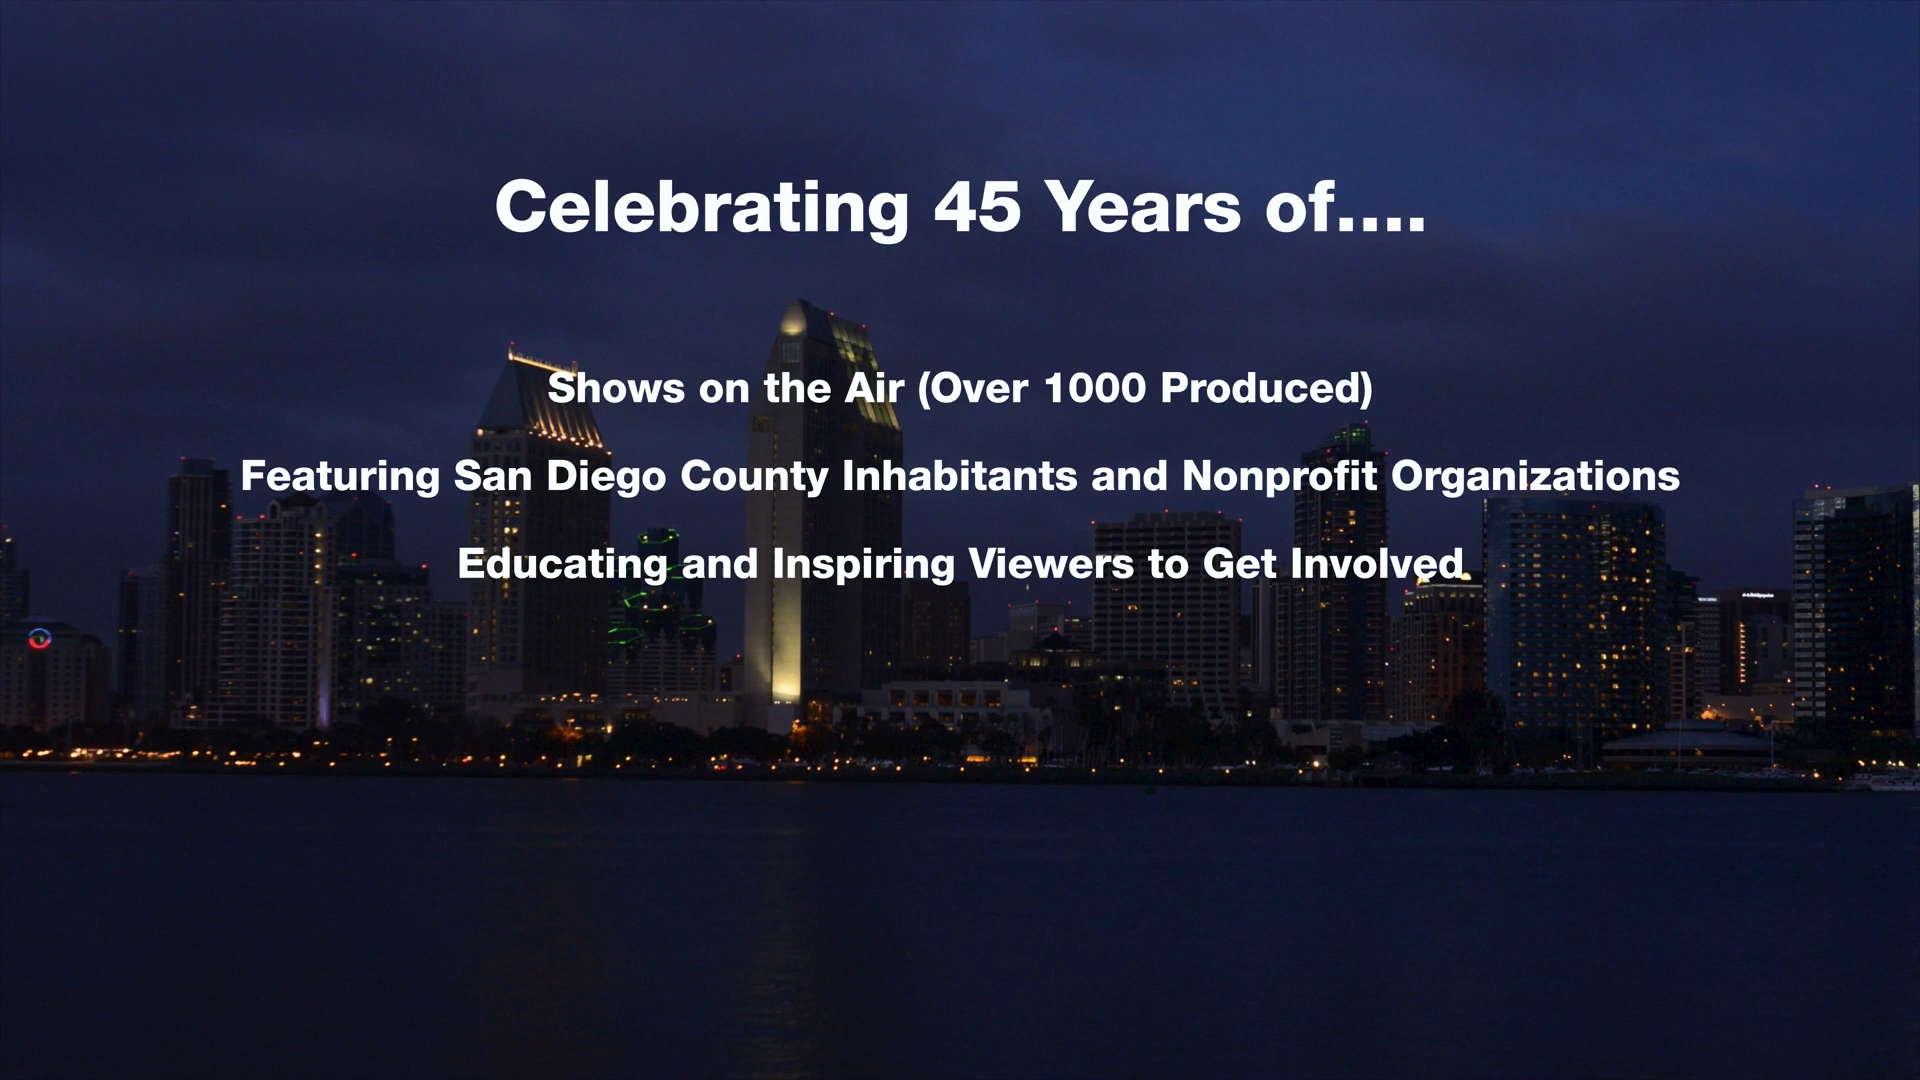 Celebrating 45 Years of....
Shows on the Air (Over 1000 Produced)
Featuring San Diego County Inhabitants and Nonprofit Organizations
Educating and Inspiring Viewers to Get Involved